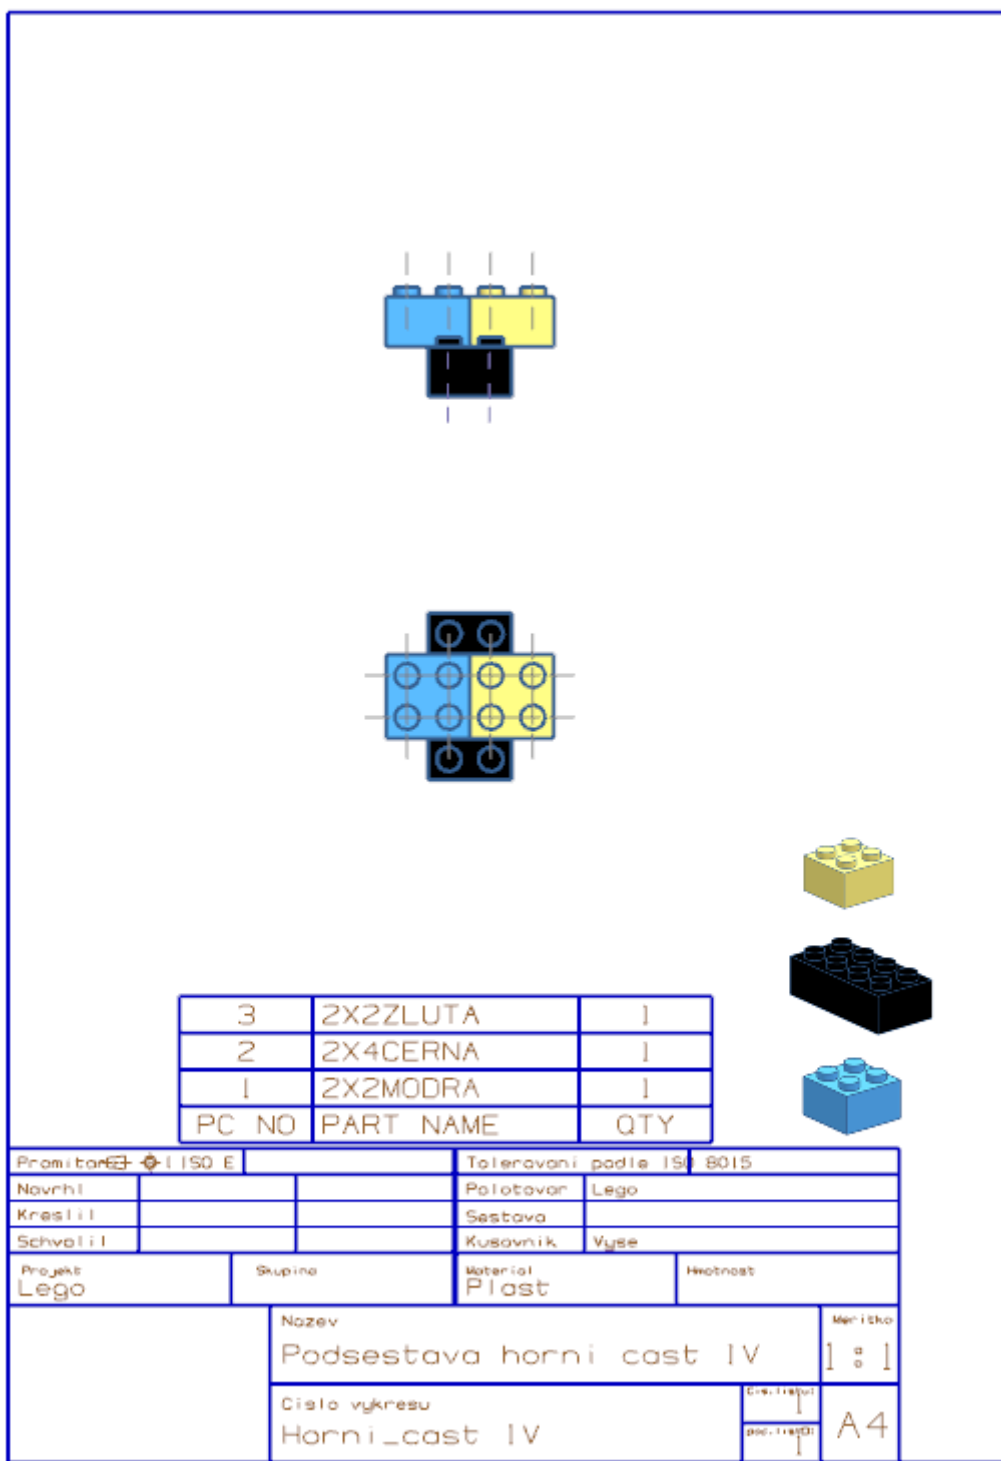 3 2X2ZLUTA 1
2 2X4CERNA 1
1 2X2MODRA 1
PC NO PART NAME QTY
ISO E Tolerovani podle ISO 8015
Navrhl Polotovar Lego
Kreslil Sestava
Schvalil Kusovnik Vyse
Projekt Skupina Material Hmotnost
Lego Plast
Nazev Meritko
Podsestava horni cast IV 1:1
Cislo vykresu
1
Horni_cast IV A4
1